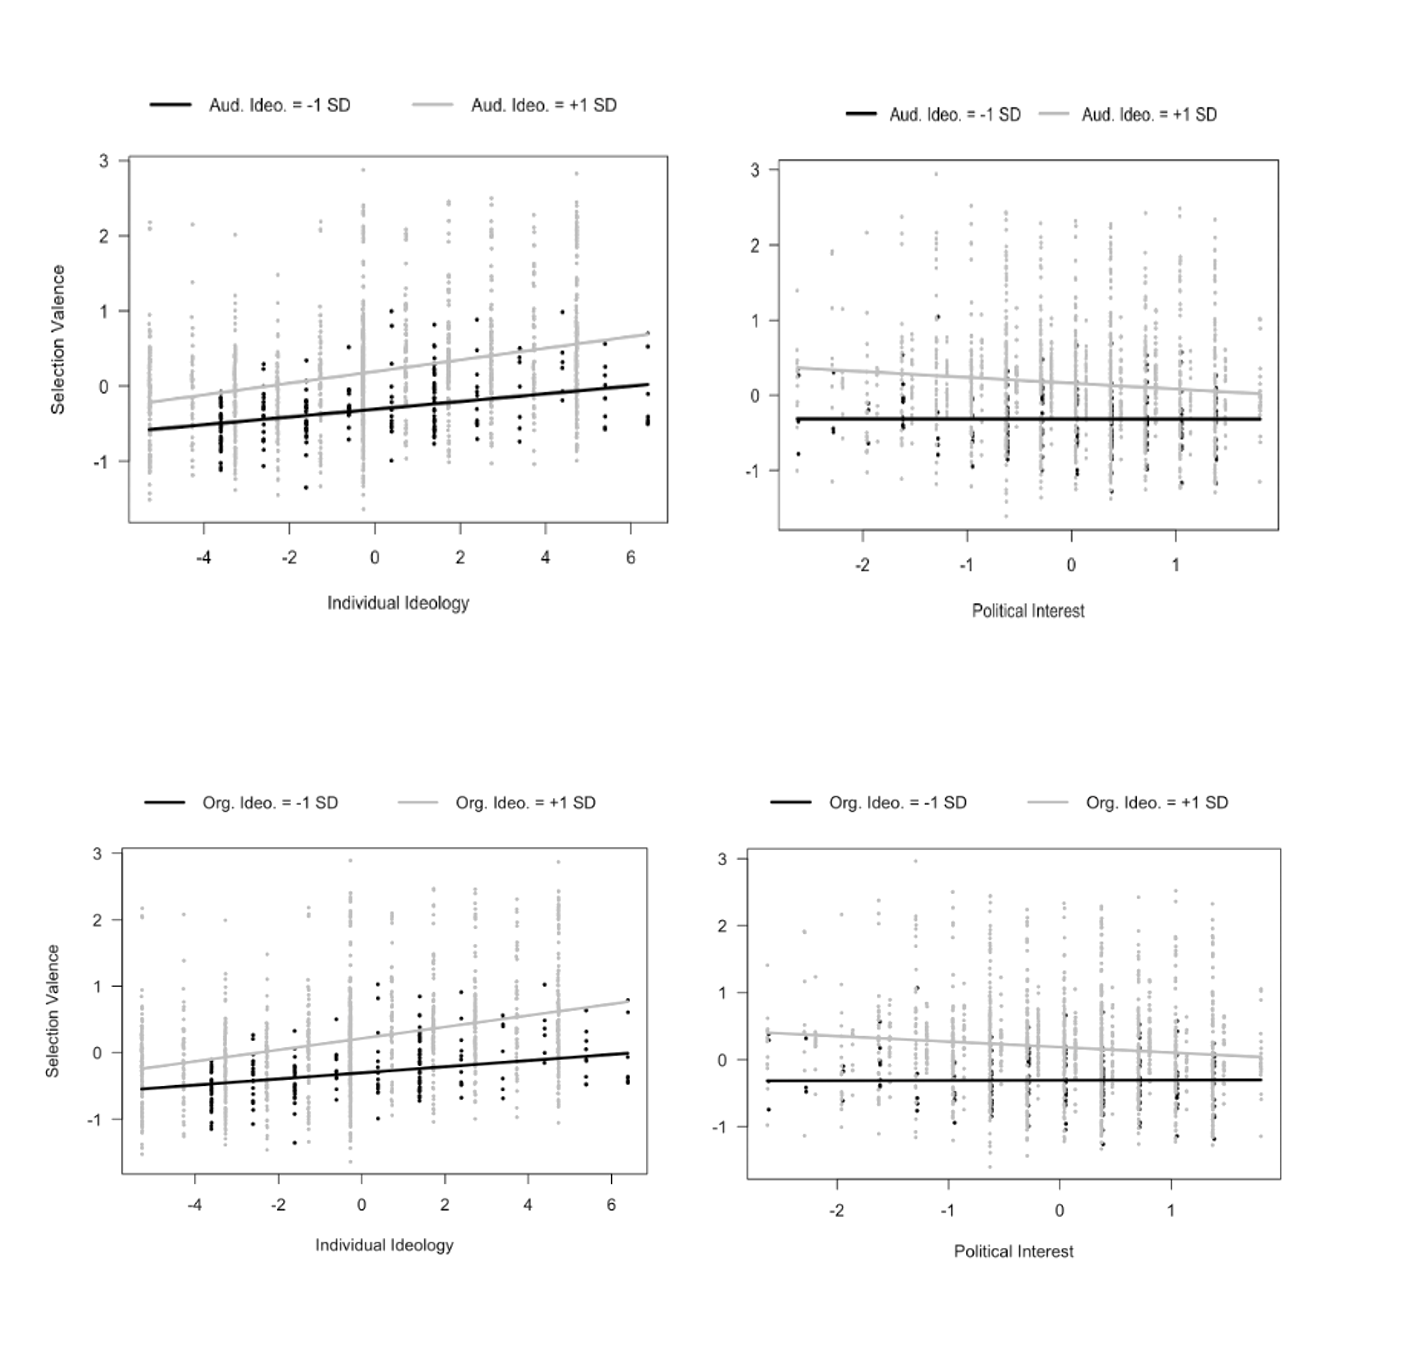 Aud. Ideo. = -1 SD Aud. Ideo. = +1 SD
3
2
1
0
-1
Selection Valence
-4 -2 0 2 4 6
Individual Ideology
Aud. Ideo. = -1 SD Aud. Ideo. = +1 SD
3
2
1
0
-1
-2 -1 0 1
Political Interest
Org. Ideo. = -1 SD Org. Ideo. = +1 SD
3
2
1
0
-1
Selection Valence
-4 -2 0 2 4 6
Individual Ideology
Org. Ideo. = -1 SD Org. Ideo. = +1 SD
3
2
1
0
-1
-2 -1 0 1
Political Interest